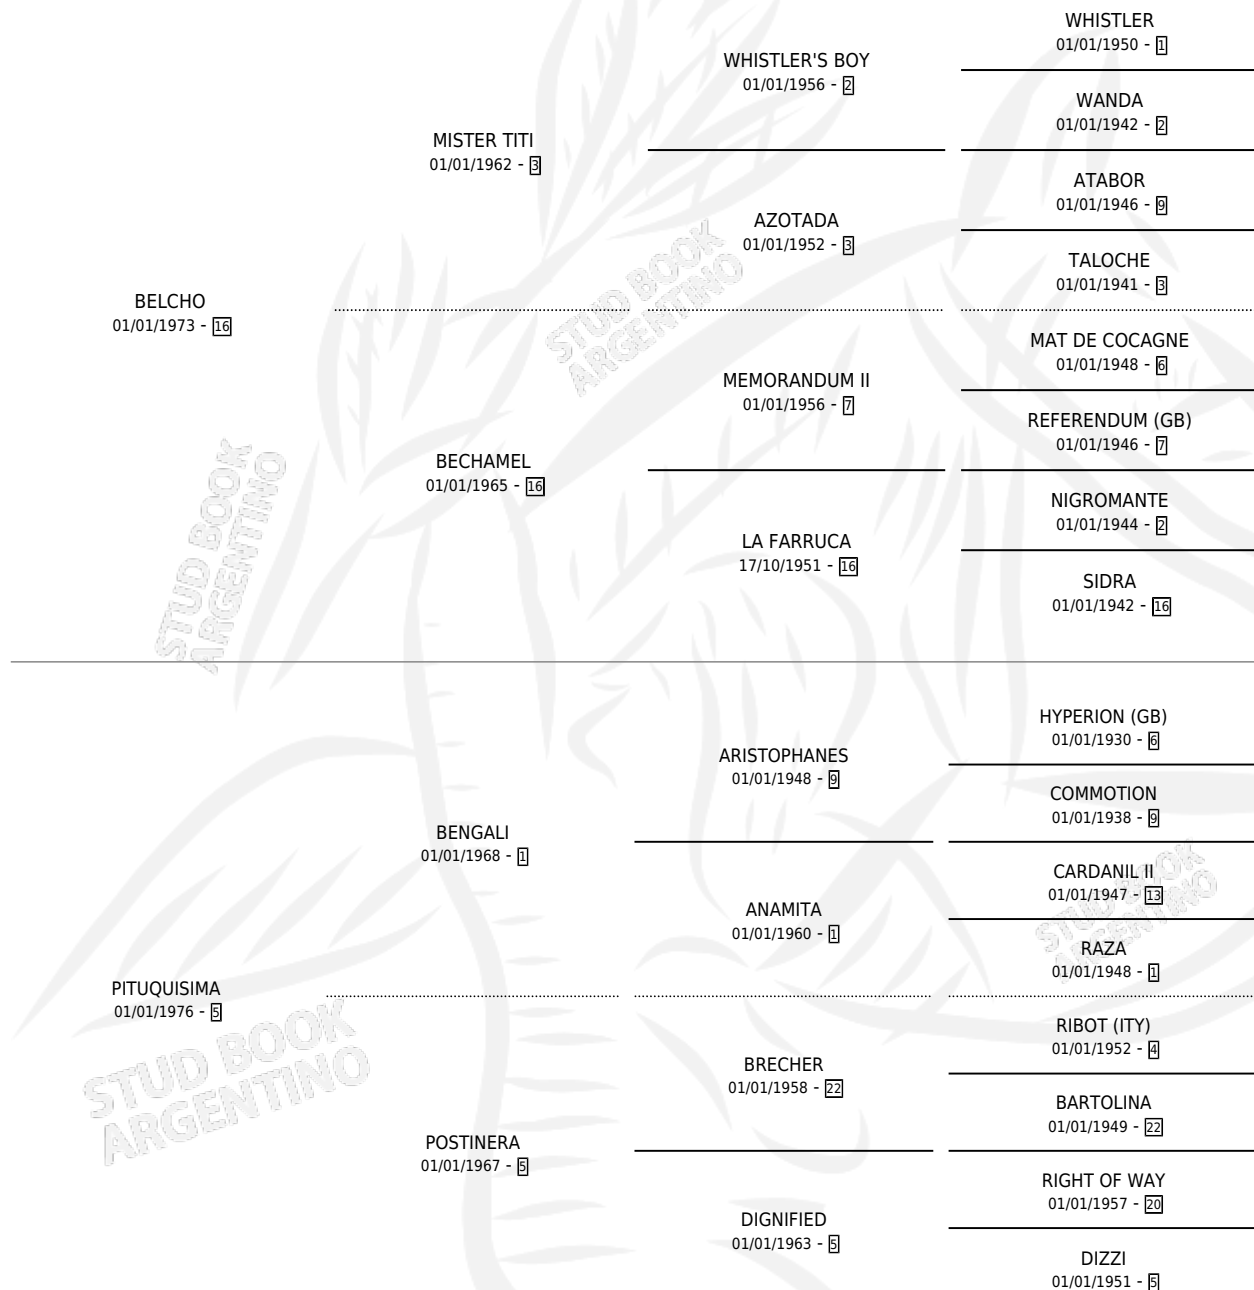 WHISTLER
01/01/1950 - 1
WHISTLER'S BOY
01/01/1956 - 2
WANDA
01/01/1942 - 2
MISTER TITI
01/01/1962 - 3
ATABOR
01/01/1946 - 9
AZOTADA
01/01/1952 - 3
TALOCHE
01/01/1941 - 3
BELCHO
01/01/1973 - 16
MAT DE COCAGNE
01/01/1948 - 6
MEMORANDUM II
01/01/1956 - 7
REFERENDUM (GB)
01/01/1946 - 7
BECHAMEL
01/01/1965 - 16
NIGROMANTE
01/01/1944 - 2
LA FARRUCA
17/10/1951 - 16
SIDRA
01/01/1942 - 16
STUD BOOK
ARGENTINO
STUD BOOK
ARGENTINO
HYPERION (GB)
01/01/1930 - 6
ARISTOPHANES
01/01/1948 - 9
COMMOTION
01/01/1938 - 9
BENGALI
01/01/1968 - 1
CARDANIL II
01/01/1947 - 13
ANAMITA
01/01/1960 - 1
RAZA
01/01/1948 - 1
PITUQUISIMA
01/01/1976 - 5
RIBOT (ITY)
01/01/1952 - 4
BRECHER
01/01/1958 - 22
BARTOLINA
01/01/1949 - 22
POSTINERA
01/01/1967 - 5
RIGHT OF WAY
01/01/1957 - 20
DIGNIFIED
01/01/1963 - 5
DIZZI
01/01/1951 - 5
STUD BOOK
ARGENTINO
STUD BOOK
ARGENTINO